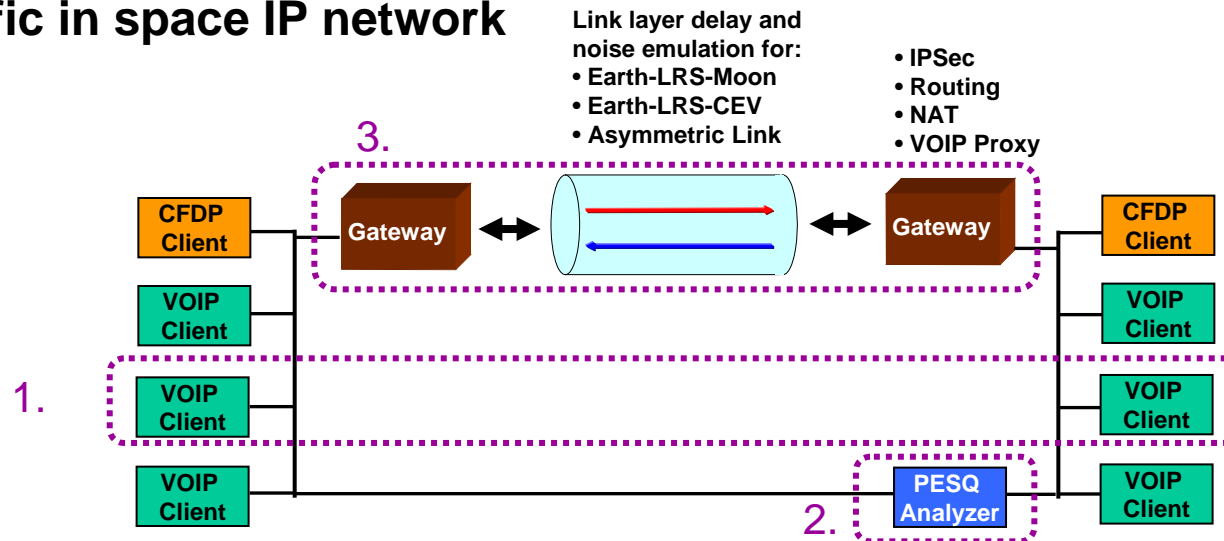 fic in space IP network
Link layer delay and
noise emulation for:
• Earth-LRS-Moon
• Earth-LRS-CEV
• Asymmetric Link
• IPSec
• Routing
• NAT
• VOIP Proxy
3.
CFDP
Client
Gateway
Gateway
CFDP
Client
VOIP
Client
VOIP
Client
1.
VOIP
Client
VOIP
Client
VOIP
Client
2.
PESQ
Analyzer
VOIP
Client